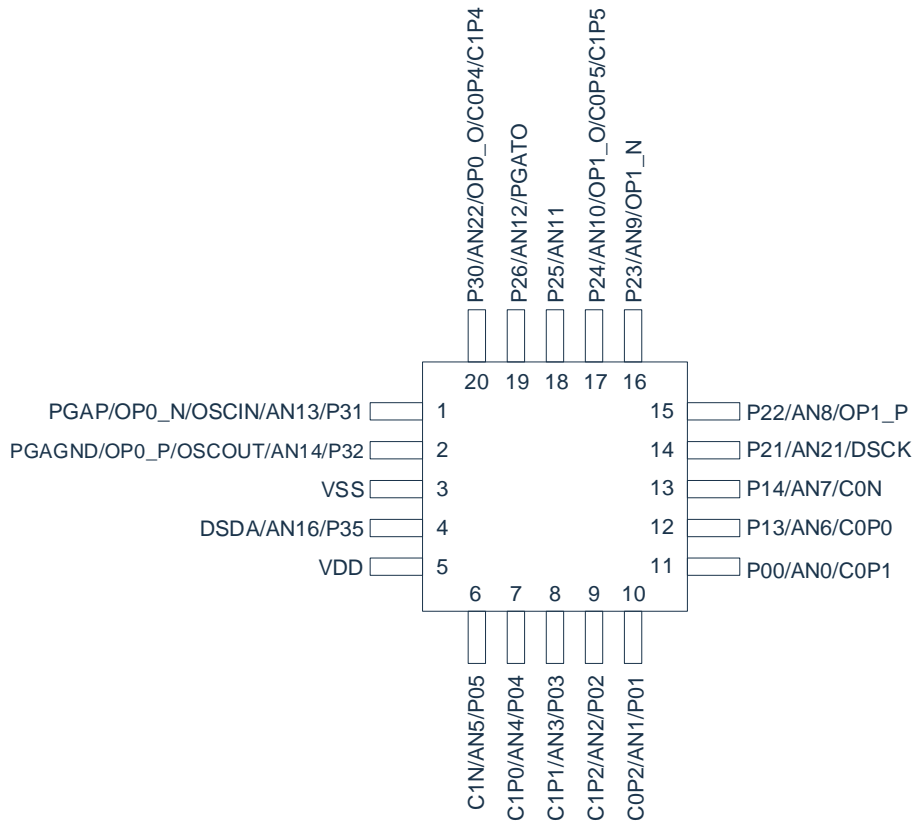 P30/AN22/OP0_O/C0P4/C1P4
P26/AN12/PGATO
P25/AN11
P24/AN10/OP1_O/C0P5/C1P5
P23/AN9/OP1_N
20 19 18 17 16
PGAP/OP0_N/OSCIN/AN13/P31 1
15 P22/AN8/OP1_P
PGAGND/OP0_P/OSCOUT/AN14/P32 2
14 P21/AN21/DSCK
VSS 3
13 P14/AN7/C0N
DSDA/AN16/P35 4
12 P13/AN6/C0P0
VDD 5
11 P00/AN0/C0P1
6 7 8 9 10
C1N/AN5/P05
C1P0/AN4/P04
C1P1/AN3/P03
C1P2/AN2/P02
C0P2/AN1/P01